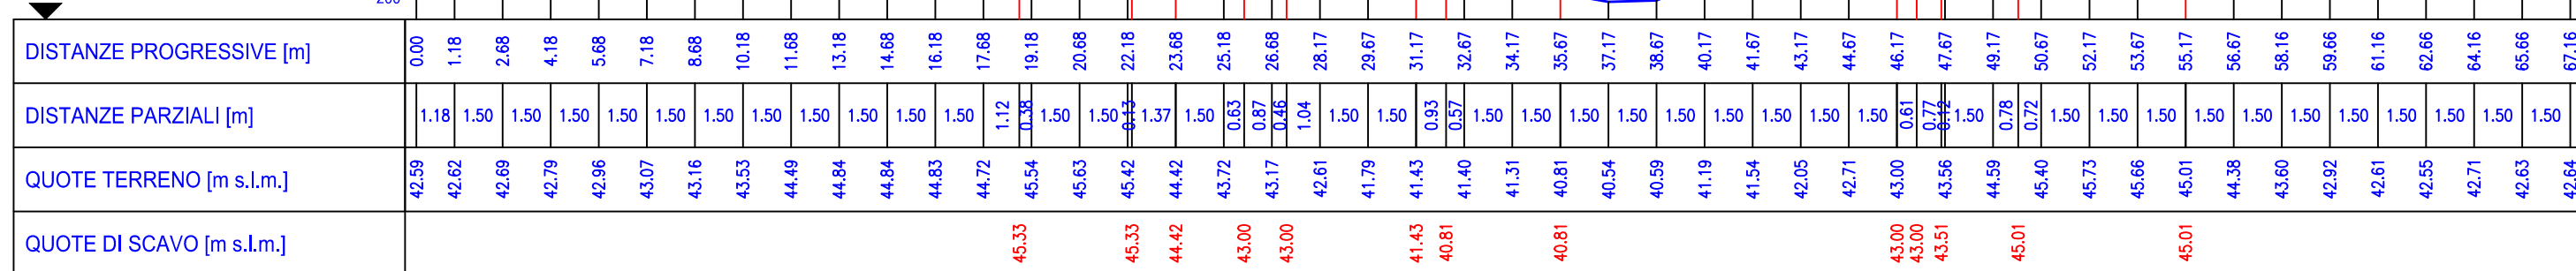 200
DISTANZE PROGRESSIVE [m] 0.00 1.18 2.68 4.18 5.68 7.18 8.68 10.18 11.68 13.18 14.68 16.18 17.68 19.18 20.68 22.18 23.68 25.18 26.68 28.17 29.67 31.17 32.67 34.17 35.67 37.17 38.67 40.17 41.67 43.17 44.67 46.17 47.67 49.17 50.67 52.17 53.67 55.17 56.67 58.16 59.66 61.16 62.66 64.16 65.66 67.16
DISTANZE PARZIALI [m] 1.18 1.50 1.50 1.50 1.50 1.50 1.50 1.50 1.50 1.50 1.50 1.50 1.12 0.38 1.50 1.50 0.13 1.37 1.50 0.63 0.87 0.46 1.04 1.50 1.50 0.93 0.57 1.50 1.50 1.50 1.50 1.50 1.50 1.50 1.50 1.50 0.61 0.77 0.12 1.50 0.78 0.72 1.50 1.50 1.50 1.50 1.50 1.50 1.50 1.50 1.50 1.50 1.50
QUOTE TERRENO [m s.l.m.] 42.59 42.62 42.69 42.79 42.96 43.07 43.16 43.53 44.49 44.84 44.84 44.83 44.72 45.54 45.63 45.42 44.42 43.72 43.17 42.61 41.79 41.43 41.40 41.31 40.81 40.54 40.59 41.19 41.54 42.05 42.71 43.00 43.56 44.59 45.40 45.73 45.66 45.01 44.38 43.60 42.92 42.61 42.55 42.71 42.63 42.64
QUOTE DI SCAVO [m s.l.m.] 45.33 45.33 44.42 43.00 43.00 41.43 40.81 40.81 43.00 43.00 43.51 45.01 45.01